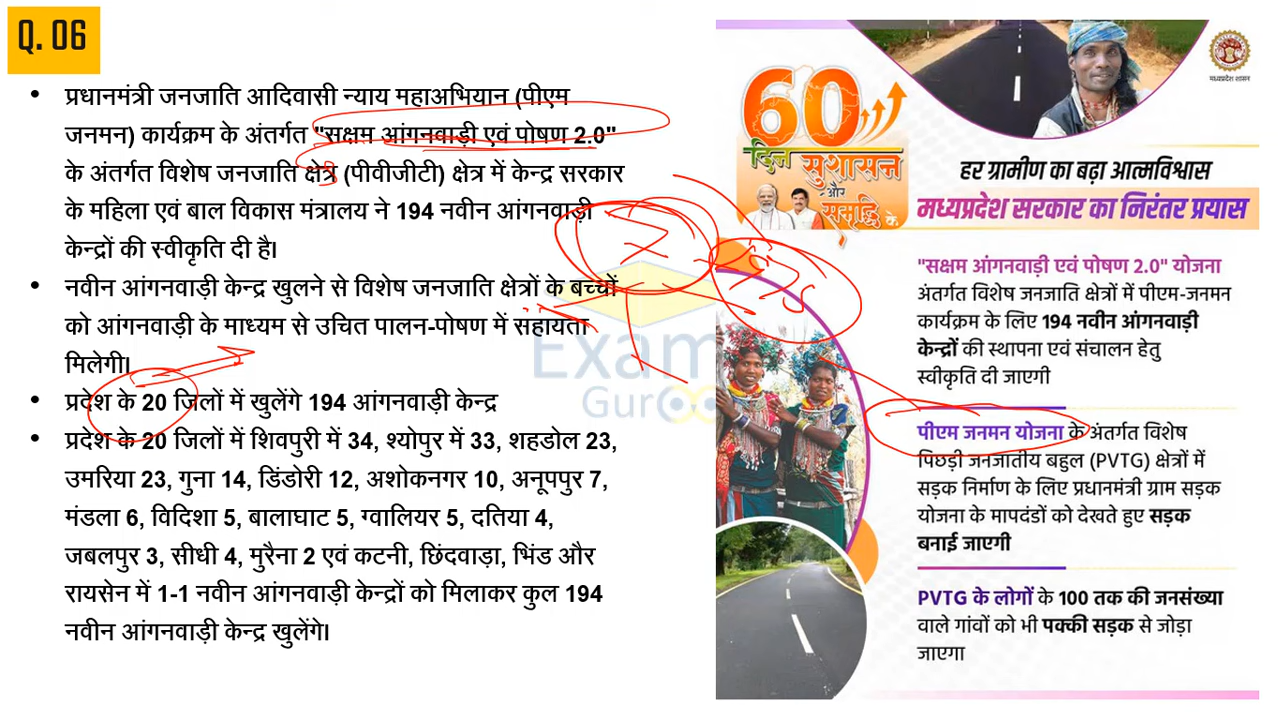 Q. 06
• प्रधानमंत्री जनजाति आदिवासी न्याय महाअभियान (पीएम
जनमन) कार्यक्रम के अंतर्गत "सक्षम आंगनवाड़ी एवं पोषण 2.0"
के अंतर्गत विशेष जनजाति क्षेत्र (पीवीजीटी) क्षेत्र में केन्द्र सरकार
के महिला एवं बाल विकास मंत्रालय ने 194 नवीन आंगनवाड़ी
केन्द्रों की स्वीकृति दी है।
• नवीन आंगनवाड़ी केन्द्र खुलने से विशेष जनजाति क्षेत्रों के बच्चों
को आंगनवाड़ी के माध्यम से उचित पालन-पोषण में सहायता
मिलेगी।
• प्रदेश के 20 जिलों में खुलेंगे 194 आंगनवाड़ी केन्द्र
• प्रदेश के 20 जिलों में शिवपुरी में 34, श्योपुर में 33, शहडोल 23,
उमरिया 23, गुना 14, डिंडोरी 12, अशोकनगर 10, अनूपपुर 7,
मंडला 6, विदिशा 5, बालाघाट 5, ग्वालियर 5, दतिया 4,
जबलपुर 3, सीधी 4, मुरैना 2 एवं कटनी, छिंदवाड़ा, भिंड और
रायसेन में 1-1 नवीन आंगनवाड़ी केन्द्रों को मिलाकर कुल 194
नवीन आंगनवाड़ी केन्द्र खुलेंगे।
Exam
Gur
मध्यप्रदेश शासन
60
दिन सुशासन
और
समृद्धि के
हर ग्रामीण का बढ़ा आत्मविश्वास
मध्यप्रदेश सरकार का निरंतर प्रयास
"सक्षम आंगनवाड़ी एवं पोषण 2.0" योजना
अंतर्गत विशेष जनजाति क्षेत्रों में पीएम-जनमन
कार्यक्रम के लिए 194 नवीन आंगनवाड़ी
केन्द्रों की स्थापना एवं संचालन हेतु
स्वीकृति दी जाएगी
पीएम जनमन योजना के अंतर्गत विशेष
पिछड़ी जनजातीय बहुल (PVTG) क्षेत्रों में
सड़क निर्माण के लिए प्रधानमंत्री ग्राम सड़क
योजना के मापदंडों को देखते हुए सड़क
बनाई जाएगी
PVTG के लोगों के 100 तक की जनसंख्या
वाले गांवों को भी पक्की सड़क से जोड़ा
जाएगा